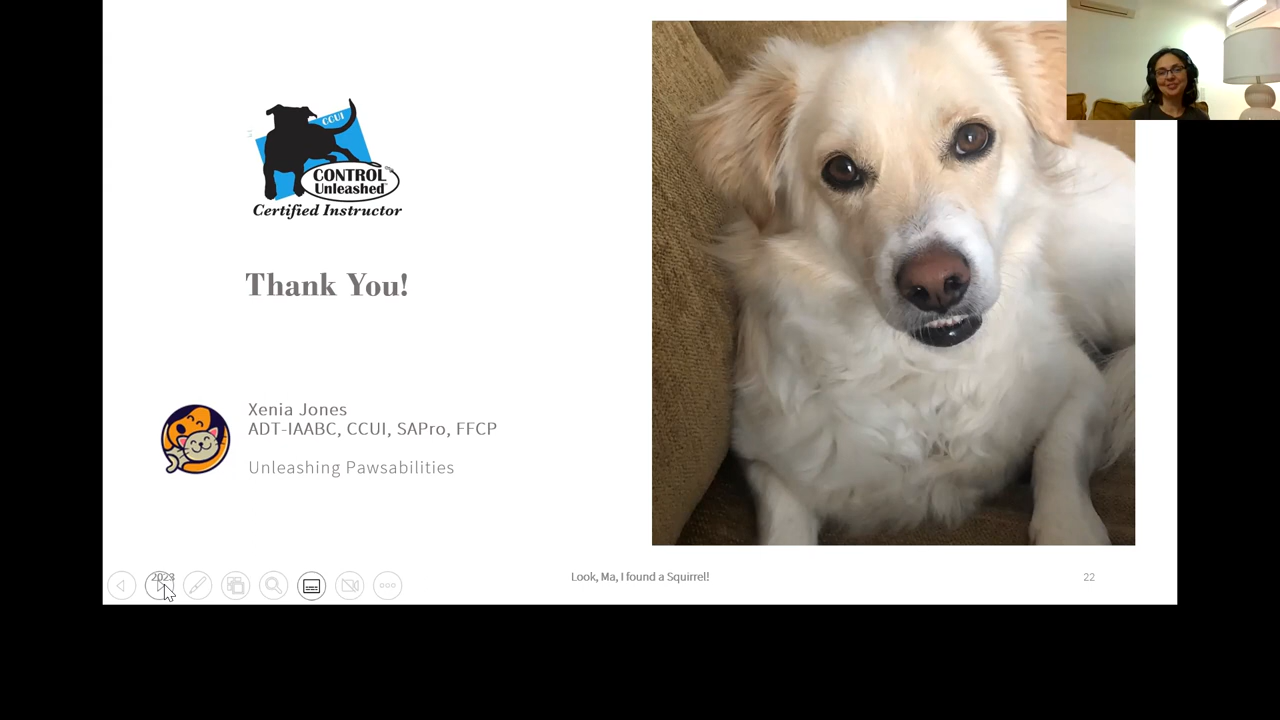 CCUI
CONTROL
Unleashed
Certified Instructor
Thank You!
Xenia Jones
ADT-IAABC, CCUI, SAPro, FFCP
Unleashing Pawsabilities
2023
Look, Ma, I found a Squirrel!
22